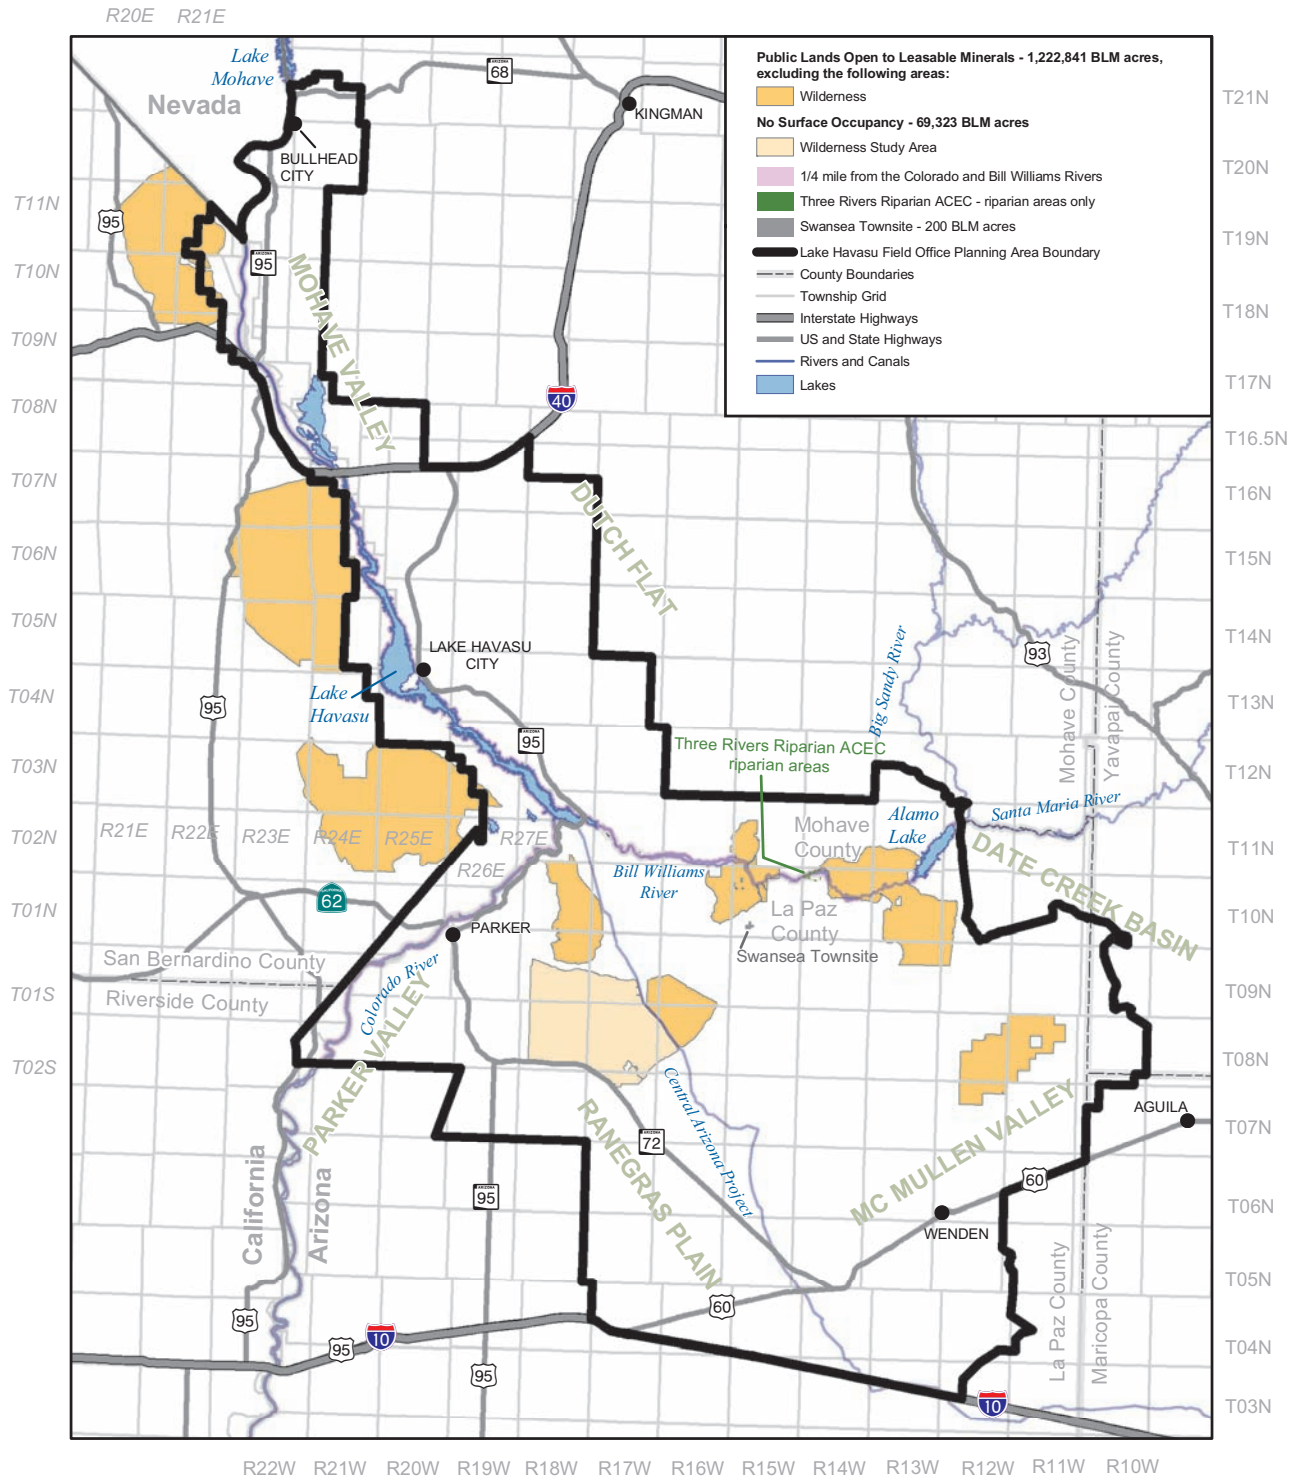 R20E
R21E
Lake
Mohave
Nevada
ARIZONA
68
KINGMAN
BULLHEAD
CITY
Public Lands Open to Leasable Minerals - 1,222,841 BLM acres,
excluding the following areas:
Wilderness
No Surface Occupancy - 69,323 BLM acres
Wilderness Study Area
1/4 mile from the Colorado and Bill Williams Rivers
Three Rivers Riparian ACEC - riparian areas only
Swansea Townsite - 200 BLM acres
Lake Havasu Field Office Planning Area Boundary
County Boundaries
Township Grid
Interstate Highways
US and State Highways
Rivers and Canals
Lakes
T21N
T20N
T19N
T18N
T17N
T16.5N
T16N
T15N
T14N
T13N
T12N
T11N
T10N
T09N
T08N
T07N
T06N
T05N
T04N
T03N
T11N
T10N
T09N
T08N
T07N
T06N
T05N
T04N
T03N
T02N
T01N
T01S
T02S
95
ARIZONA
95
MOHAVE VALLEY
40
DUTCH FLAT
LAKE HAVASU
CITY
Lake
Havasu
95
ARIZONA
95
Big Sandy River
93
Mohave County
Yavapai County
Three Rivers Riparian ACEC
riparian areas
Santa Maria River
Alamo
Lake
Mohave
County
DATE CREEK BASIN
R21E
R22E
R23E
R24E
R25E
R27E
R26E
Bill Williams
River
CALIFORNIA
62
PARKER
La Paz
County
Swansea Townsite
San Bernardino County
Riverside County
Colorado River
PARKER VALLEY
Central Arizona Project
RANEGRAS PLAIN
ARIZONA
72
MC MULLEN VALLEY
AGUILA
60
WENDEN
California
Arizona
ARIZONA
95
La Paz County
Maricopa County
60
95
10
95
95
10
R22W
R21W
R20W
R19W
R18W
R17W
R16W
R15W
R14W
R13W
R12W
R11W
R10W